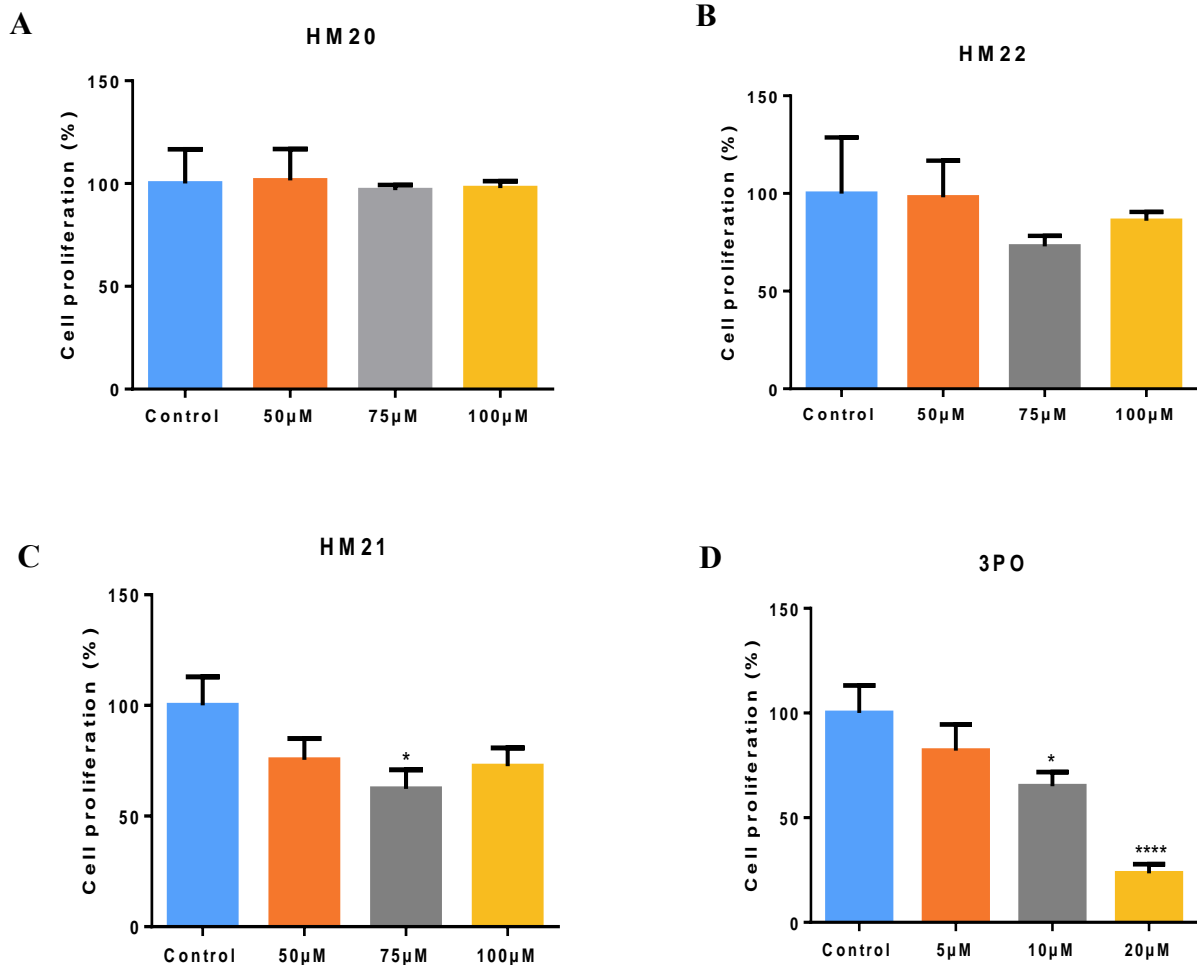 A
HM20
Cell proliferation (%)
150
100
50
0
Control 50µM 75µM 100µM
B
HM22
Cell proliferation (%)
150
100
50
0
Control 50µM 75µM 100µM
C
HM21
Cell proliferation (%)
150
100
50
0
*
Control 50µM 75µM 100µM
D
3PO
Cell proliferation (%)
150
100
50
0
*
****
Control 5µM 10µM 20µM